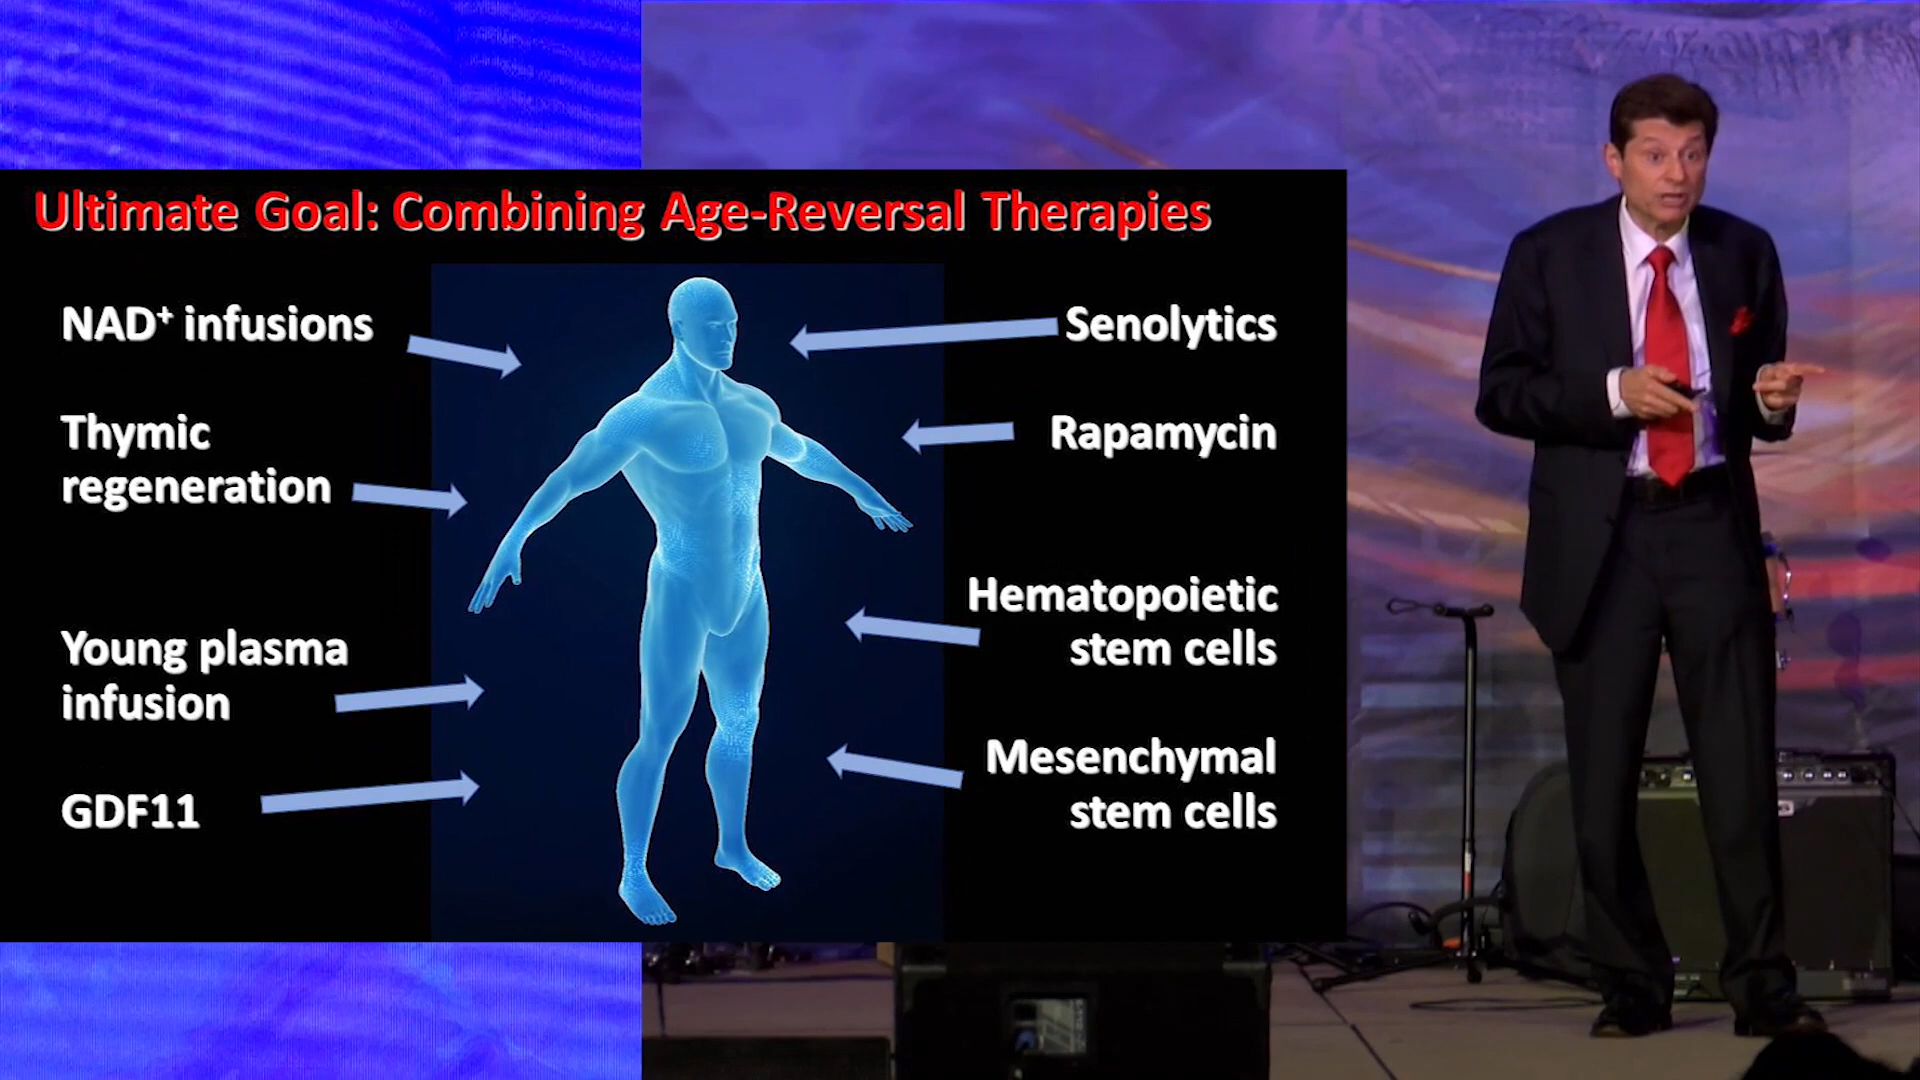 Ultimate Goal: Combining Age-Reversal Therapies
NAD⁺ infusions
Thymic
regeneration
Young plasma
infusion
GDF11
Senolytics
Rapamycin
Hematopoietic
stem cells
Mesenchymal
stem cells